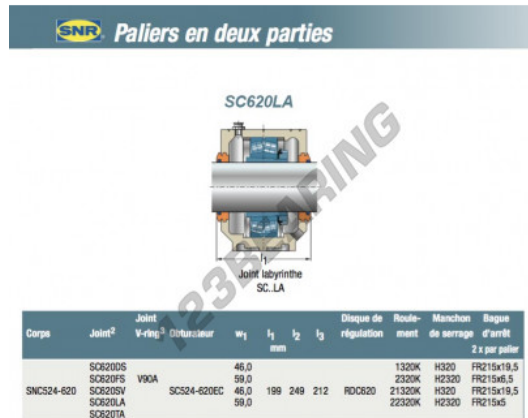 SNR Paliers en deux parties
SC620LA
l1
Joint labyrinthe
SC..LA
123BEARING
Corps Joint2 Joint V-ring3 Obturateur w1 l1 l2 l3 Disque de régulation Roulement Manchon de serrage Bague d'arrêt
mm 2 x par palier
SC620DS 46,0 1320K H320 FR215x19,5
SC620FS V90A 59,0 2320K H2320 FR215x6,5
SNC524-620 SC620SV SC524-620EC 46,0 199 249 212 RDC620 21320K H320 FR215x19,5
SC620LA 59,0 22320K H2320 FR215x5
SC620TA